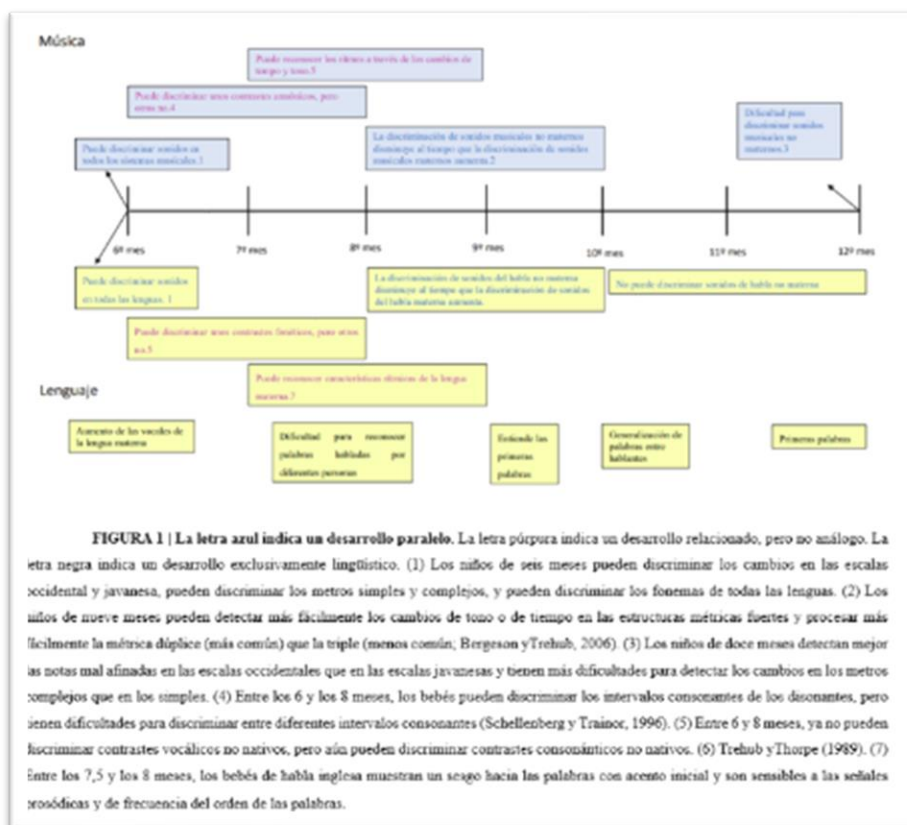 Música
Puede reconocer los ritmos a través de los cambios de
tempo y tono.5
Puede discriminar unos contrastes armónicos, pero
otros no.4
Puede discriminar sonidos en
todos los sistemas musicales.1
La discriminación de sonidos musicales no maternos
disminuye al tiempo que la discriminación de sonidos
musicales maternos aumenta.2
Dificultad para
discriminar sonidos
musicales no
maternos.3
6º mes
7º mes
8º mes
9º mes
10º mes
11º mes
12º mes
Puede discriminar sonidos
en todas las lenguas. 1
La discriminación de sonidos del habla no materna
disminuye al tiempo que la discriminación de sonidos
del habla materna aumenta.
No puede discriminar sonidos de habla no materna
Puede discriminar unos contrastes fonéticos, pero otros
no.5
Puede reconocer características rítmicas de la lengua
materna.7
Lenguaje
Aumento de las vocales de
la lengua materna
Dificultad para reconocer
palabras habladas por
diferentes personas
Entiende las
primeras
palabras
Generalización de
palabras entre
hablantes
Primeras palabras
FIGURA 1 | La letra azul indica un desarrollo paralelo. La letra púrpura indica un desarrollo relacionado, pero no análogo. La
letra negra indica un desarrollo exclusivamente lingüístico. (1) Los niños de seis meses pueden discriminar los cambios en las escalas
occidental y javanesa, pueden discriminar los metros simples y complejos, y pueden discriminar los fonemas de todas las lenguas. (2) Los
niños de nueve meses pueden detectar más fácilmente los cambios de tono o de tiempo en las estructuras métricas fuertes y procesar más
fácilmente la métrica dúplice (más común) que la triple (menos común; Bergeson yTrehub, 2006). (3) Los niños de doce meses detectan mejor
las notas mal afinadas en las escalas occidentales que en las escalas javanesas y tienen más dificultades para detectar los cambios en los metros
complejos que en los simples. (4) Entre los 6 y los 8 meses, los bebés pueden discriminar los intervalos consonantes de los disonantes, pero
tienen dificultades para discriminar entre diferentes intervalos consonantes (Schellenberg y Trainor, 1996). (5) Entre 6 y 8 meses, ya no pueden
discriminar contrastes vocálicos no nativos, pero aún pueden discriminar contrastes consonánticos no nativos. (6) Trehub yThorpe (1989). (7)
Entre los 7,5 y los 8 meses, los bebés de habla inglesa muestran un sesgo hacia las palabras con acento inicial y son sensibles a las señales
prosódicas y de frecuencia del orden de las palabras.